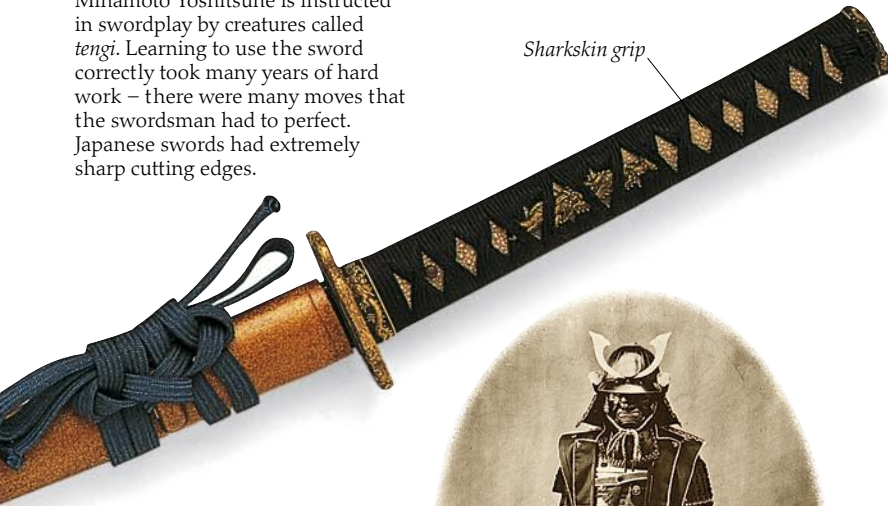 Minamoto Yoshitsune is instructed
in swordplay by creatures called
tengi. Learning to use the sword
correctly took many years of hard
work – there were many moves that
the swordsman had to perfect.
Japanese swords had extremely
sharp cutting edges.
Sharkskin grip